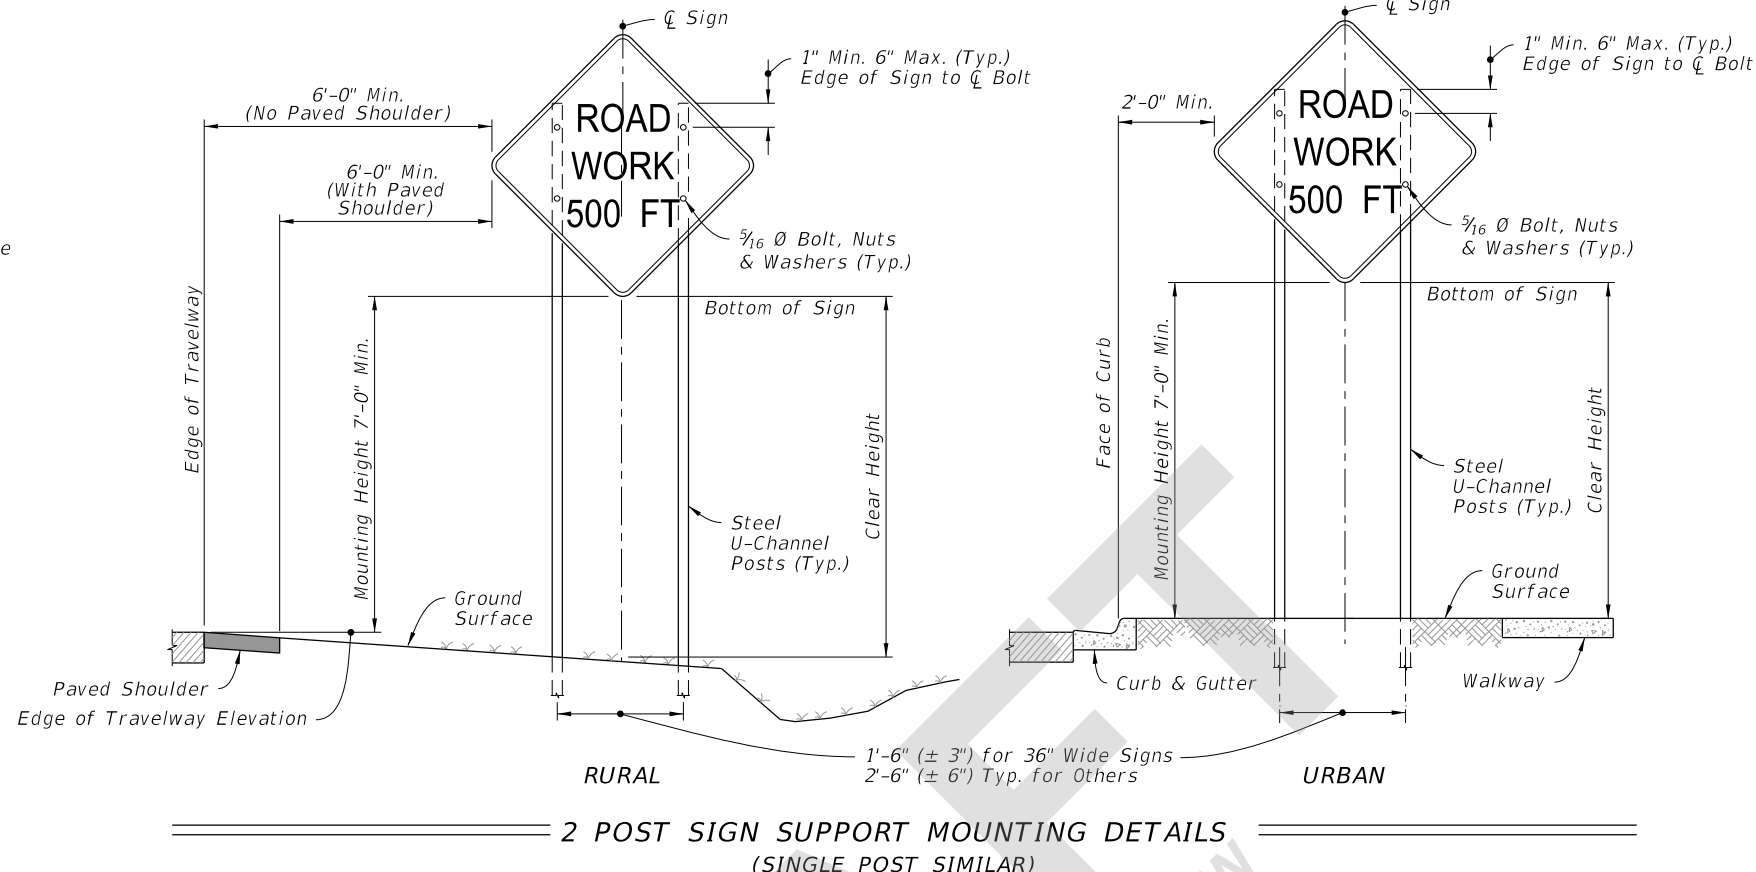 ℄ Sign
1" Min. 6" Max. (Typ.)
Edge of Sign to ℄ Bolt
6'-0" Min.
(No Paved Shoulder)
6'-0" Min.
(With Paved
Shoulder)
ROAD
WORK
500 FT
5/16 Ø Bolt, Nuts
& Washers (Typ.)
Bottom of Sign
Edge of Travelway
Mounting Height 7'-0" Min.
Clear Height
Steel
U-Channel
Posts (Typ.)
Ground
Surface
Paved Shoulder
Edge of Travelway Elevation
RURAL
℄ Sign
1" Min. 6" Max. (Typ.)
Edge of Sign to ℄ Bolt
2'-0" Min.
ROAD
WORK
500 FT
5/16 Ø Bolt, Nuts
& Washers (Typ.)
Bottom of Sign
Face of Curb
Mounting Height 7'-0" Min.
Clear Height
Steel
U-Channel
Posts (Typ.)
Ground
Surface
Curb & Gutter
Walkway
1'-6" (± 3") for 36" Wide Signs
2'-6" (± 6") Typ. for Others
URBAN
2 POST SIGN SUPPORT MOUNTING DETAILS
(SINGLE POST SIMILAR)